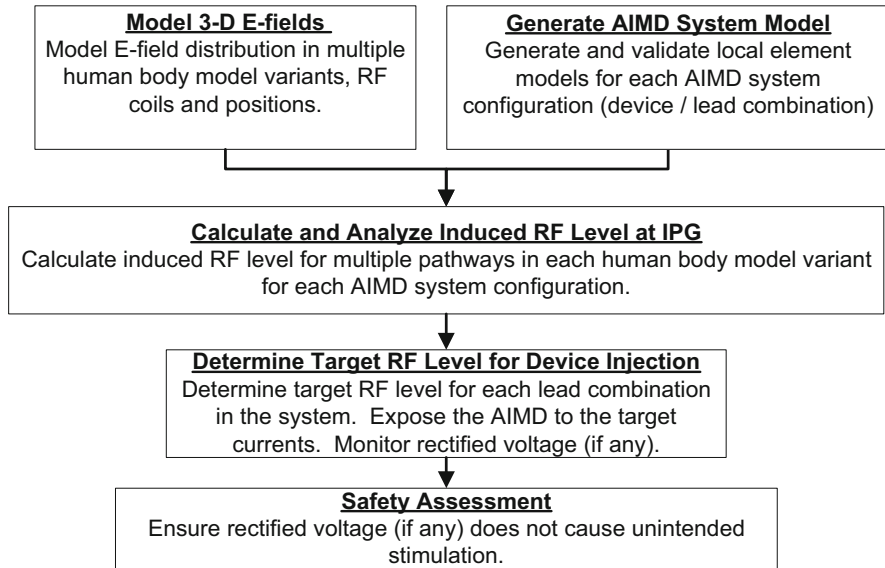 Model 3-D E-fields
Model E-field distribution in multiple
human body model variants, RF
coils and positions.
Generate AIMD System Model
Generate and validate local element
models for each AIMD system
configuration (device / lead combination)
Calculate and Analyze Induced RF Level at IPG
Calculate induced RF level for multiple pathways in each human body model variant
for each AIMD system configuration.
Determine Target RF Level for Device Injection
Determine target RF level for each lead combination
in the system.  Expose the AIMD to the target
currents.  Monitor rectified voltage (if any).
Safety Assessment
Ensure rectified voltage (if any) does not cause unintended
stimulation.